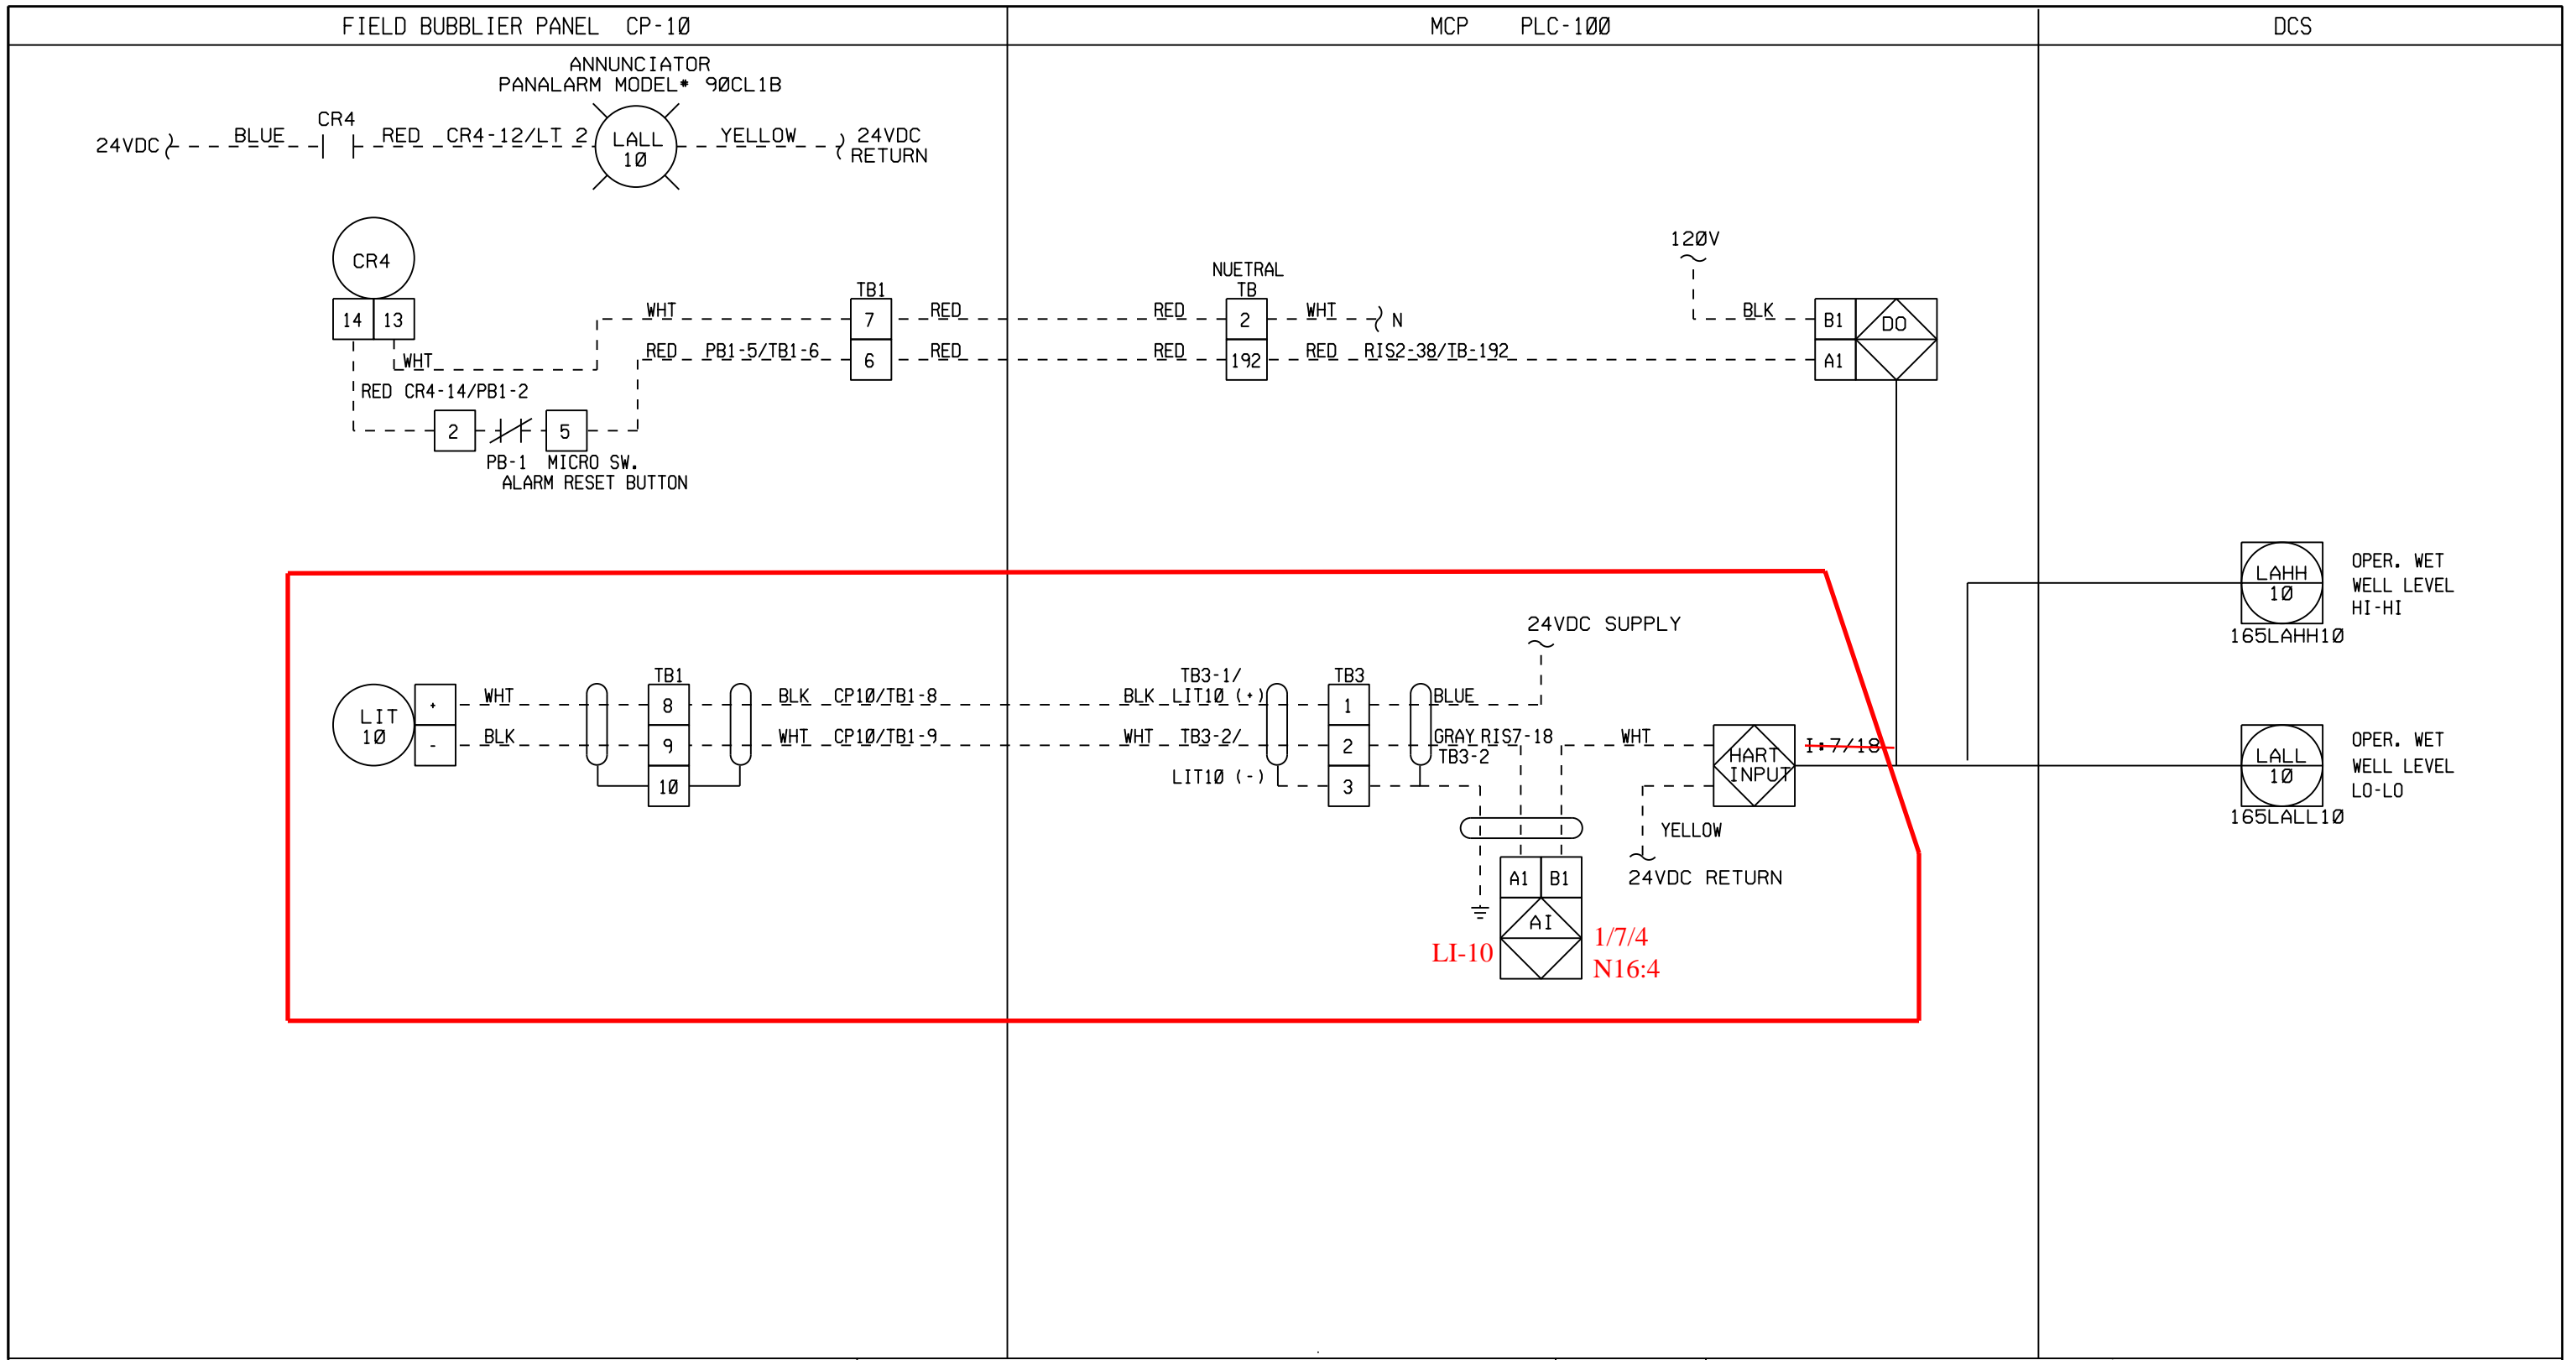 FIELD BUBBLIER PANEL CP-10
MCP PLC-100
DCS
ANNUNCIATOR
PANALARM MODEL# 90CL1B
24VDC
BLUE
CR4
RED
CR4-12/LT 2
LALL
10
YELLOW
24VDC
RETURN
CR4
14
13
WHT
WHT
RED CR4-14/PB1-2
2
5
PB-1 MICRO SW.
ALARM RESET BUTTON
RED
PB1-5/TB1-6
TB1
7
6
RED
RED
NUETRAL
TB
2
192
RED
RED
WHT
N
RED
RIS2-38/TB-192
120V
BLK
B1
A1
DO
LIT
10
+
-
WHT
BLK
TB1
8
9
10
BLK
CP10/TB1-8
WHT
CP10/TB1-9
TB3-1/
BLK LIT10 (+)
WHT TB3-2/
LIT10 (-)
TB3
1
2
3
BLUE
24VDC SUPPLY
GRAY RIS7-18
TB3-2
WHT
HART
INPUT
I:7/18
YELLOW
24VDC RETURN
A1
B1
AI
LI-10
1/7/4
N16:4
LAHH
10
165LAHH10
OPER. WET
WELL LEVEL
HI-HI
LALL
10
165LALL10
OPER. WET
WELL LEVEL
LO-LO